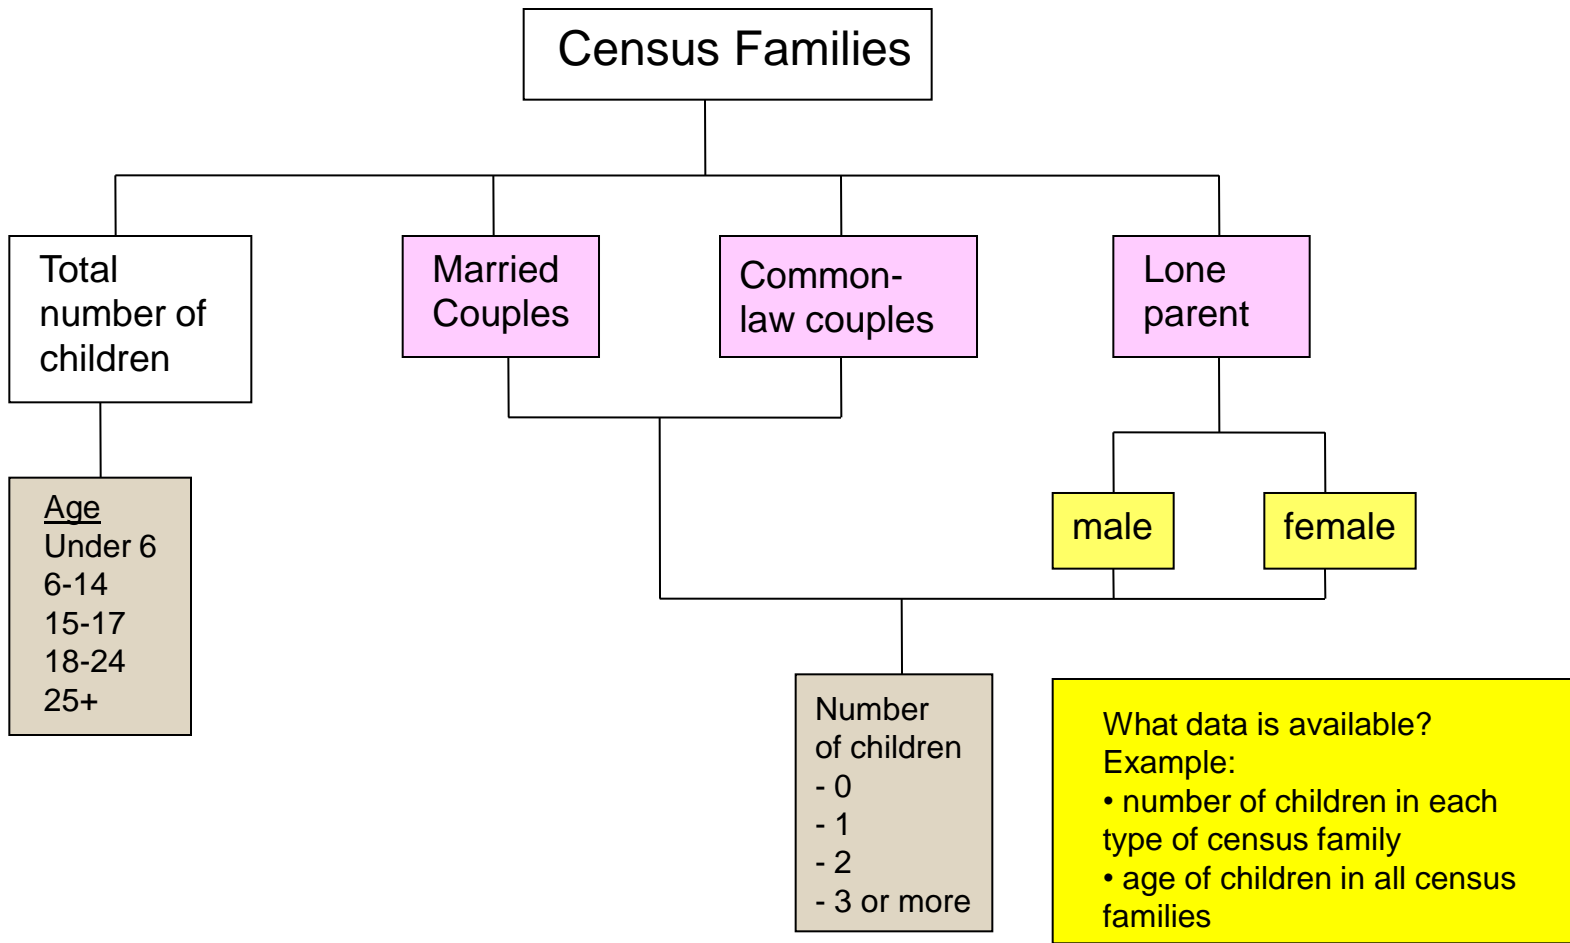 Census Families
Total
number of
children
Married
Couples
Common-
law couples
Lone
parent
Age
Under 6
6-14
15-17
18-24
25+
male
female
Number
of children
- 0
- 1
- 2
- 3 or more
What data is available?
Example:
• number of children in each
type of census family
• age of children in all census
families